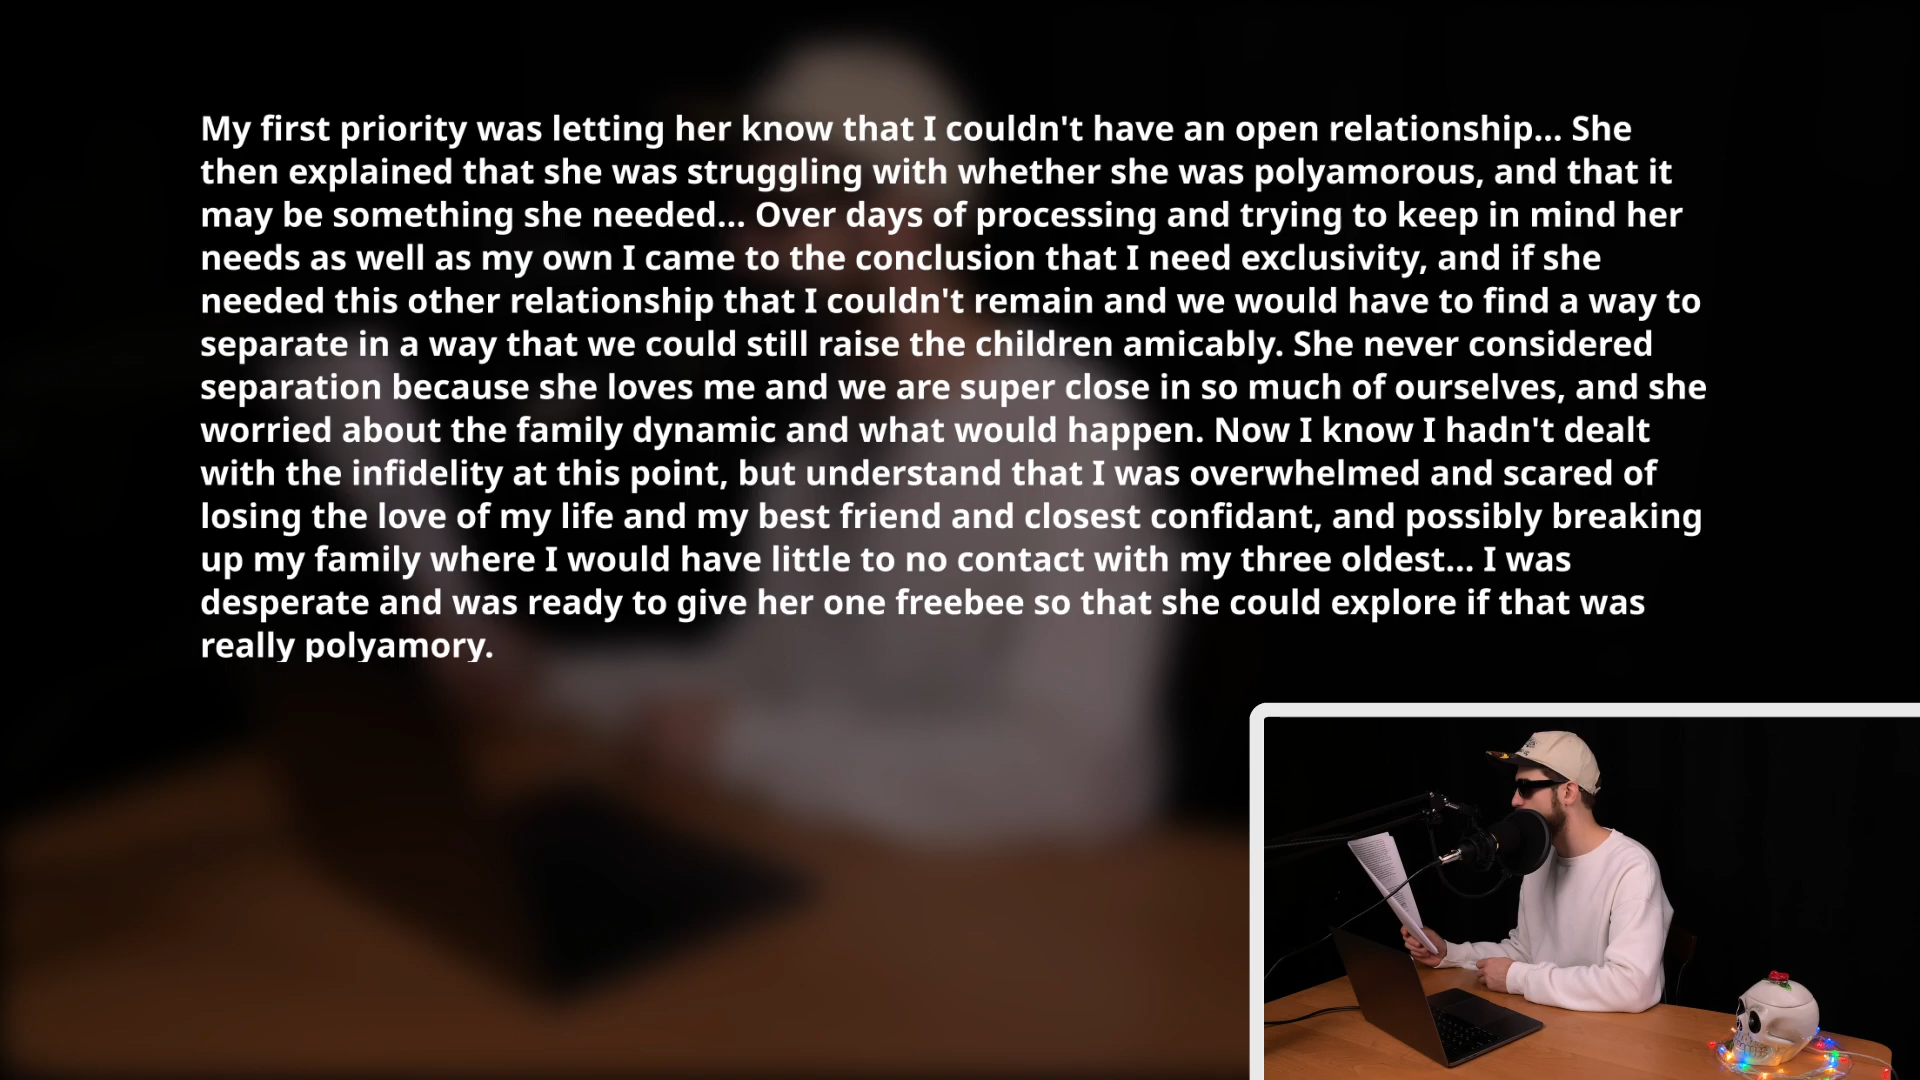 My first priority was letting her know that I couldn't have an open relationship... She
then explained that she was struggling with whether she was polyamorous, and that it
may be something she needed... Over days of processing and trying to keep in mind her
needs as well as my own I came to the conclusion that I need exclusivity, and if she
needed this other relationship that I couldn't remain and we would have to find a way to
separate in a way that we could still raise the children amicably. She never considered
separation because she loves me and we are super close in so much of ourselves, and she
worried about the family dynamic and what would happen. Now I know I hadn't dealt
with the infidelity at this point, but understand that I was overwhelmed and scared of
losing the love of my life and my best friend and closest confidant, and possibly breaking
up my family where I would have little to no contact with my three oldest... I was
desperate and was ready to give her one freebee so that she could explore if that was
really polyamory.